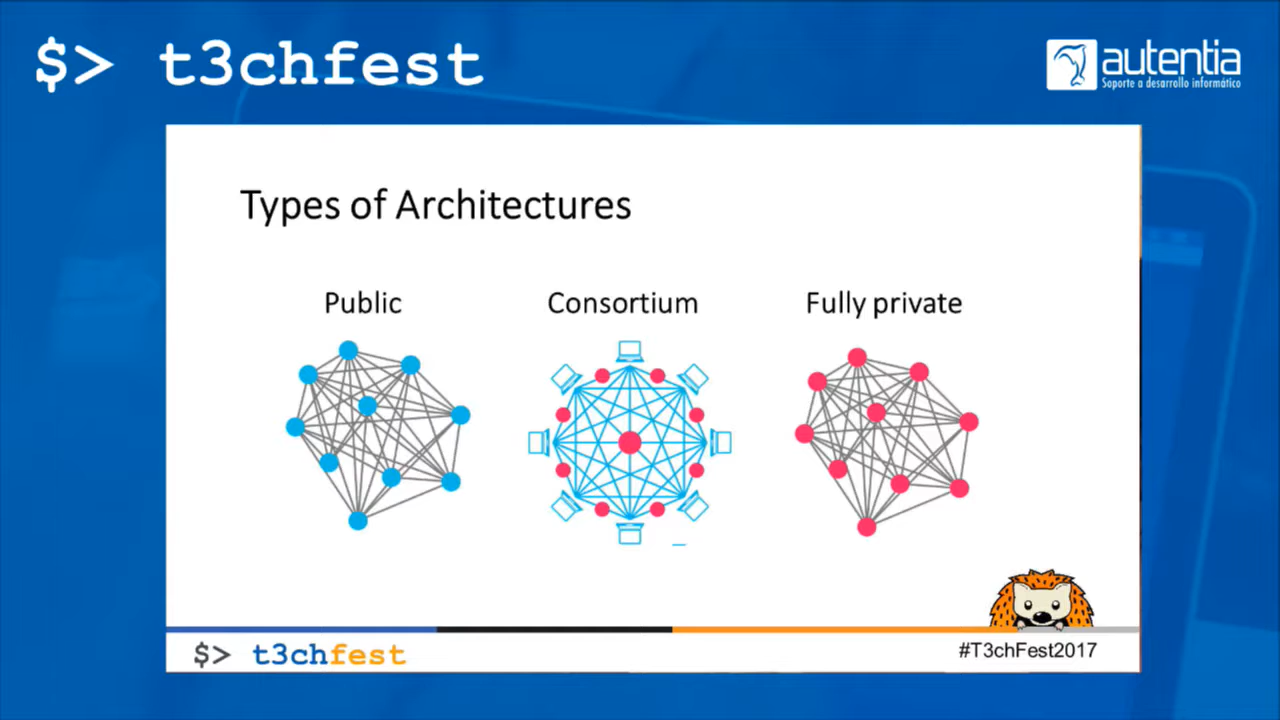 $> t3chfest
autentia
Soporte a desarrollo informático
Types of Architectures
Public
Consortium
Fully private
$> t3chfest
#T3chFest2017